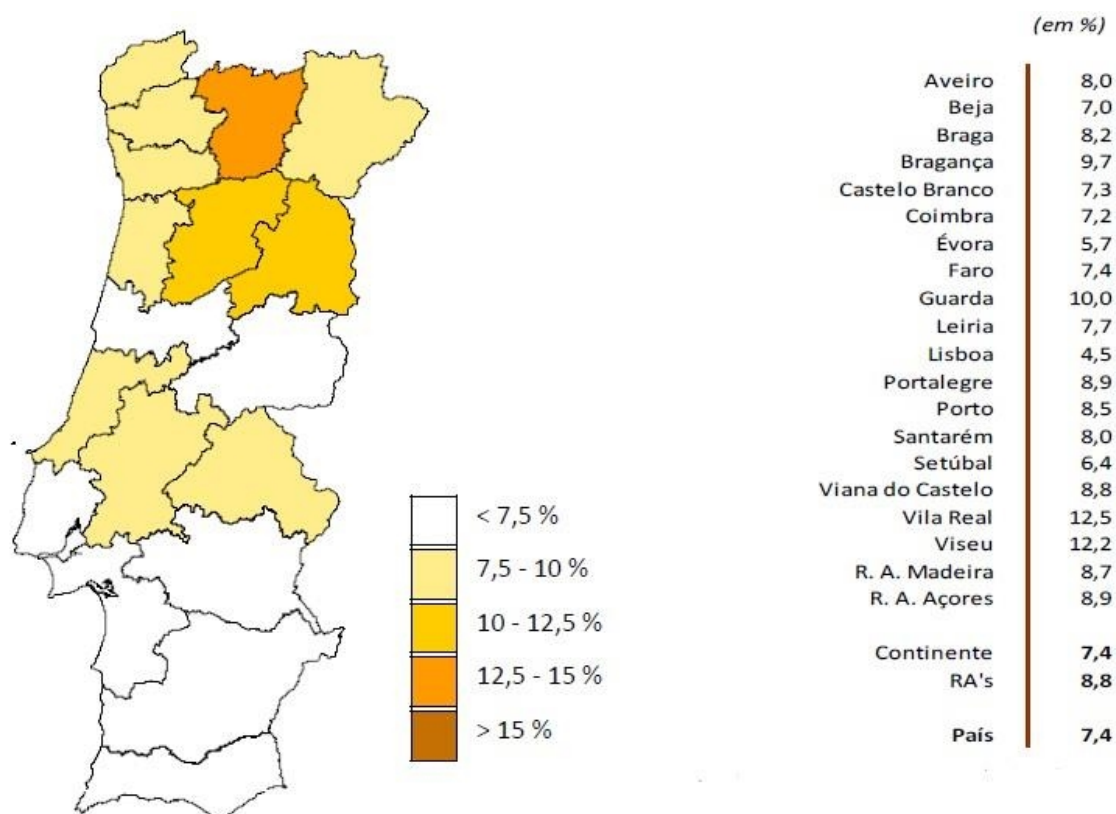 (em %)
Aveiro 8,0
Beja 7,0
Braga 8,2
Bragança 9,7
Castelo Branco 7,3
Coimbra 7,2
Évora 5,7
Faro 7,4
Guarda 10,0
Leiria 7,7
Lisboa 4,5
Portalegre 8,9
Porto 8,5
Santarém 8,0
Setúbal 6,4
Viana do Castelo 8,8
Vila Real 12,5
Viseu 12,2
R. A. Madeira 8,7
R. A. Açores 8,9
Continente 7,4
RA's 8,8
País 7,4
< 7,5 %
7,5 - 10 %
10 - 12,5 %
12,5 - 15 %
> 15 %